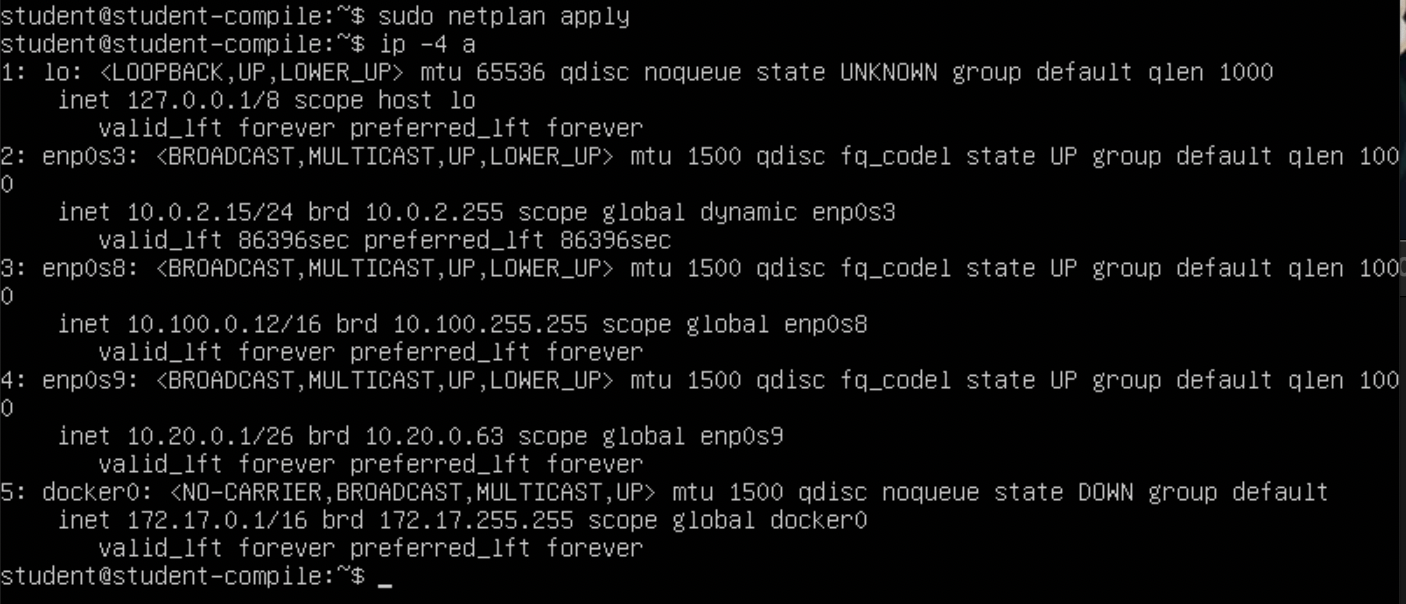 student@student-compile:~$ sudo netplan apply
student@student-compile:~$ ip -4 a
1: lo: <LOOPBACK,UP,LOWER_UP> mtu 65536 qdisc noqueue state UNKNOWN group default qlen 1000
    inet 127.0.0.1/8 scope host lo
       valid_lft forever preferred_lft forever
2: enp0s3: <BROADCAST,MULTICAST,UP,LOWER_UP> mtu 1500 qdisc fq_codel state UP group default qlen 100
0
    inet 10.0.2.15/24 brd 10.0.2.255 scope global dynamic enp0s3
       valid_lft 86396sec preferred_lft 86396sec
3: enp0s8: <BROADCAST,MULTICAST,UP,LOWER_UP> mtu 1500 qdisc fq_codel state UP group default qlen 100
0
    inet 10.100.0.12/16 brd 10.100.255.255 scope global enp0s8
       valid_lft forever preferred_lft forever
4: enp0s9: <BROADCAST,MULTICAST,UP,LOWER_UP> mtu 1500 qdisc fq_codel state UP group default qlen 100
0
    inet 10.20.0.1/26 brd 10.20.0.63 scope global enp0s9
       valid_lft forever preferred_lft forever
5: docker0: <NO-CARRIER,BROADCAST,MULTICAST,UP> mtu 1500 qdisc noqueue state DOWN group default
    inet 172.17.0.1/16 brd 172.17.255.255 scope global docker0
       valid_lft forever preferred_lft forever
student@student-compile:~$ _